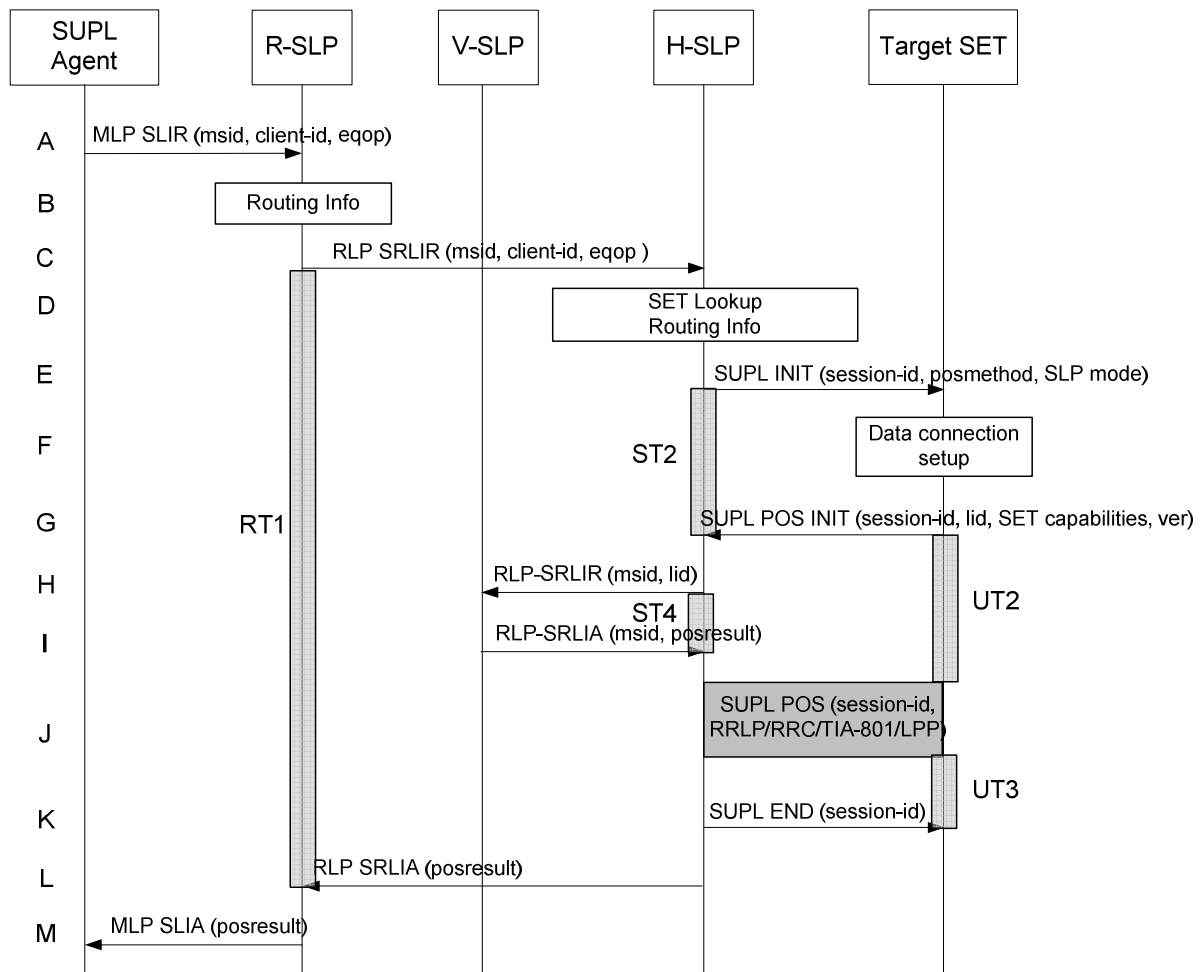 SUPL
Agent
R-SLP
V-SLP
H-SLP
Target SET
A
MLP SLIR (msid, client-id, eqop)
B
Routing Info
C
RLP SRLIR (msid, client-id, eqop )
D
SET Lookup
Routing Info
E
SUPL INIT (session-id, posmethod, SLP mode)
F
Data connection
setup
ST2
G
RT1
SUPL POS INIT (session-id, lid, SET capabilities, ver)
H
RLP-SRLIR (msid, lid)
UT2
ST4
I
RLP-SRLIA (msid, posresult)
J
SUPL POS (session-id,
RRLP/RRC/TIA-801/LPP)
UT3
K
SUPL END (session-id)
L
RLP SRLIA (posresult)
M
MLP SLIA (posresult)